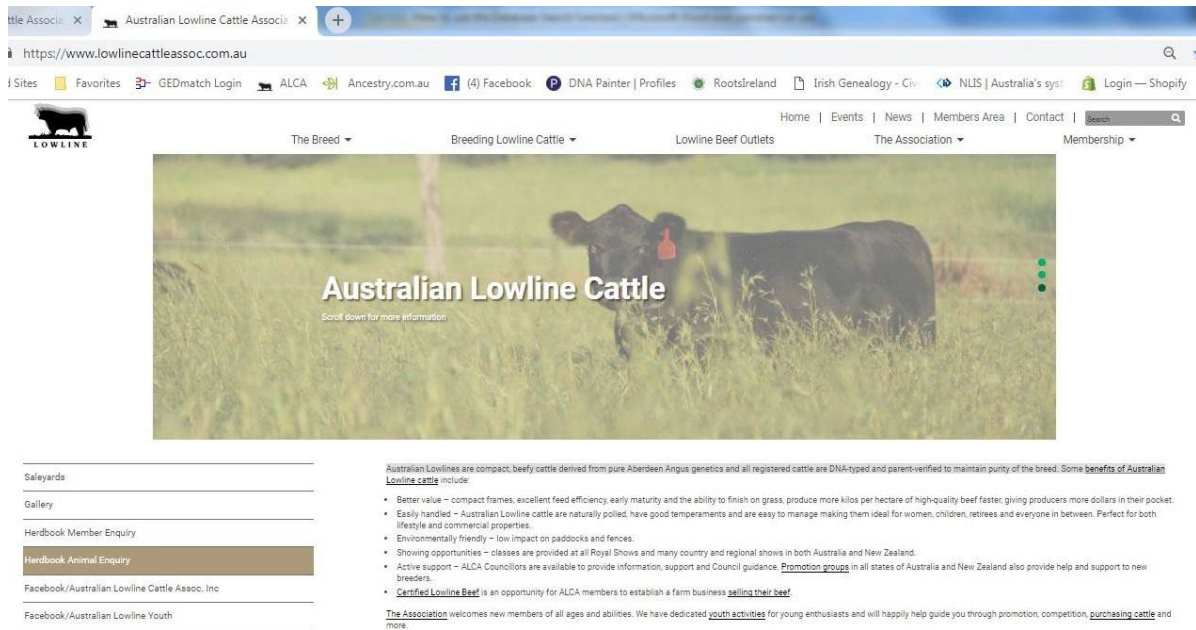 ttle Associa ×
Australian Lowline Cattle Associa ×
https://www.lowlinecattleassoc.com.au
d Sites Favorites GEDmatch Login ALCA Ancestry.com.au (4) Facebook DNA Painter | Profiles RootsIreland Irish Genealogy - Civ NLIS | Australia's syst Login — Shopify
Home | Events | News | Members Area | Contact | Search
LOWLINE
The Breed Breeding Lowline Cattle Lowline Beef Outlets The Association Membership
Australian Lowline Cattle
Scroll down for more information
Saleyards
Gallery
Herdbook Member Enquiry
Herdbook Animal Enquiry
Facebook/Australian Lowline Cattle Assoc. Inc
Facebook/Australian Lowline Youth
Australian Lowlines are compact, beefy cattle derived from pure Aberdeen Angus genetics and all registered cattle are DNA-typed and parent-verified to maintain purity of the breed. Some benefits of Australian
Lowline cattle include:
• Better value – compact frames, excellent feed efficiency, early maturity and the ability to finish on grass, produce more kilos per hectare of high-quality beef faster, giving producers more dollars in their pocket.
• Easily handled – Australian Lowline cattle are naturally polled, have good temperaments and are easy to manage making them ideal for women, children, retirees and everyone in between. Perfect for both
lifestyle and commercial properties.
• Environmentally friendly – low impact on paddocks and fences.
• Showing opportunities – classes are provided at all Royal Shows and many country and regional shows in both Australia and New Zealand.
• Active support – ALCA Councillors are available to provide information, support and Council guidance. Promotion groups in all states of Australia and New Zealand also provide help and support to new
breeders.
• Certified Lowline Beef is an opportunity for ALCA members to establish a farm business selling their beef.
The Association welcomes new members of all ages and abilities. We have dedicated youth activities for young enthusiasts and will happily help guide you through promotion, competition, purchasing cattle and
more.